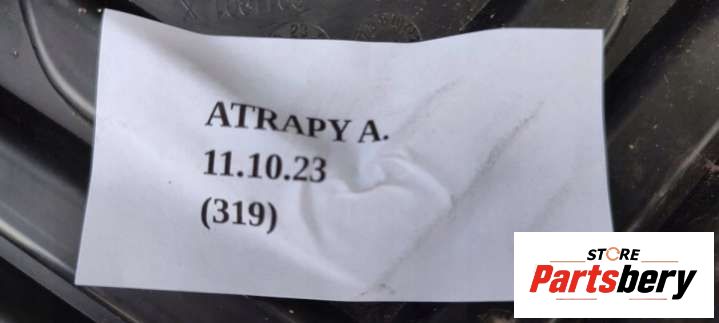 ATRAPY A.
11.10.23
(319)
STORE
Partsbery